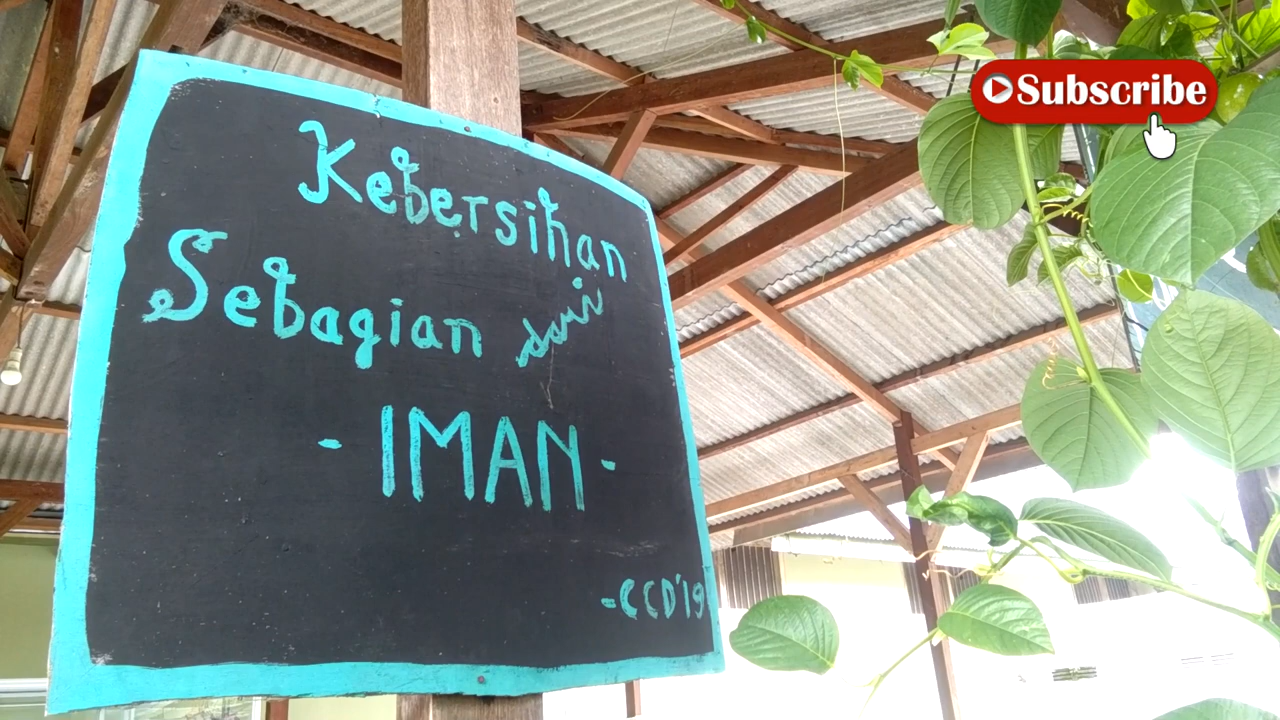 Kebersihan
Sebagian dari
- IMAN -
-CCD'19
Subscribe